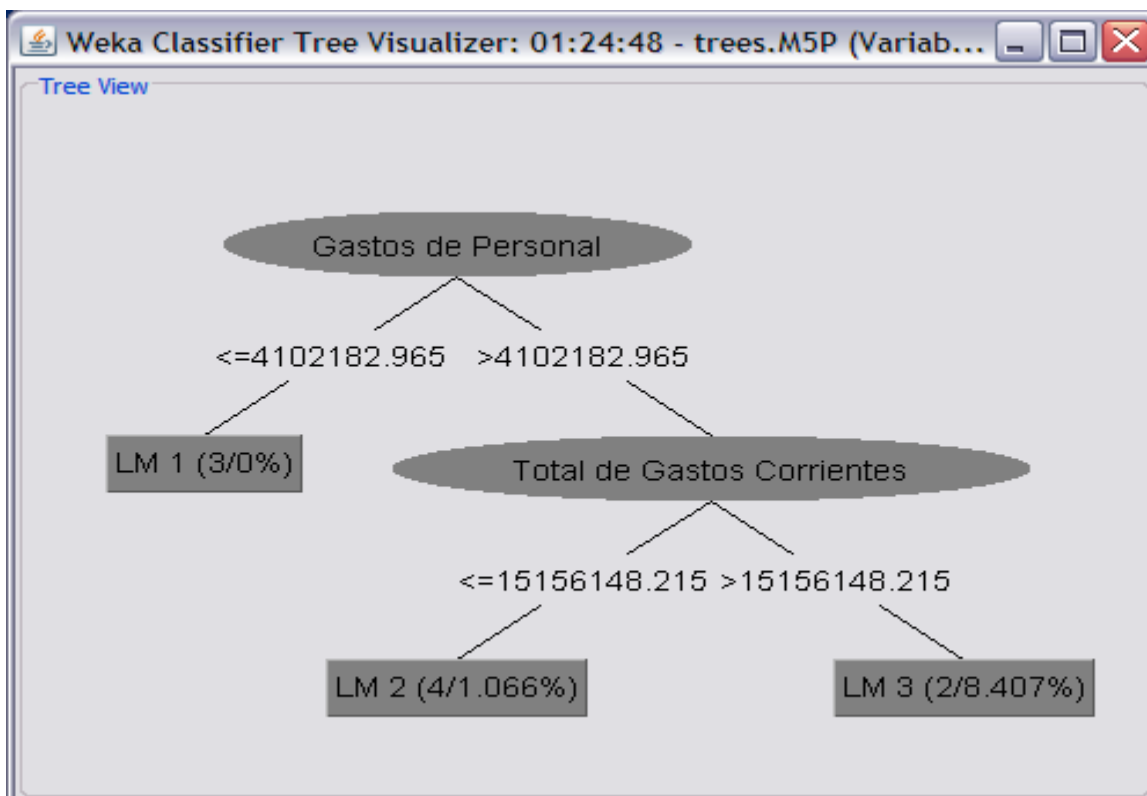 Weka Classifier Tree Visualizer: 01:24:48 - trees.M5P (Variab...
Tree View
Gastos de Personal
<=4102182.965 >4102182.965
LM 1 (3/0%)
Total de Gastos Corrientes
<=15156148.215 >15156148.215
LM 2 (4/1.066%)
LM 3 (2/8.407%)